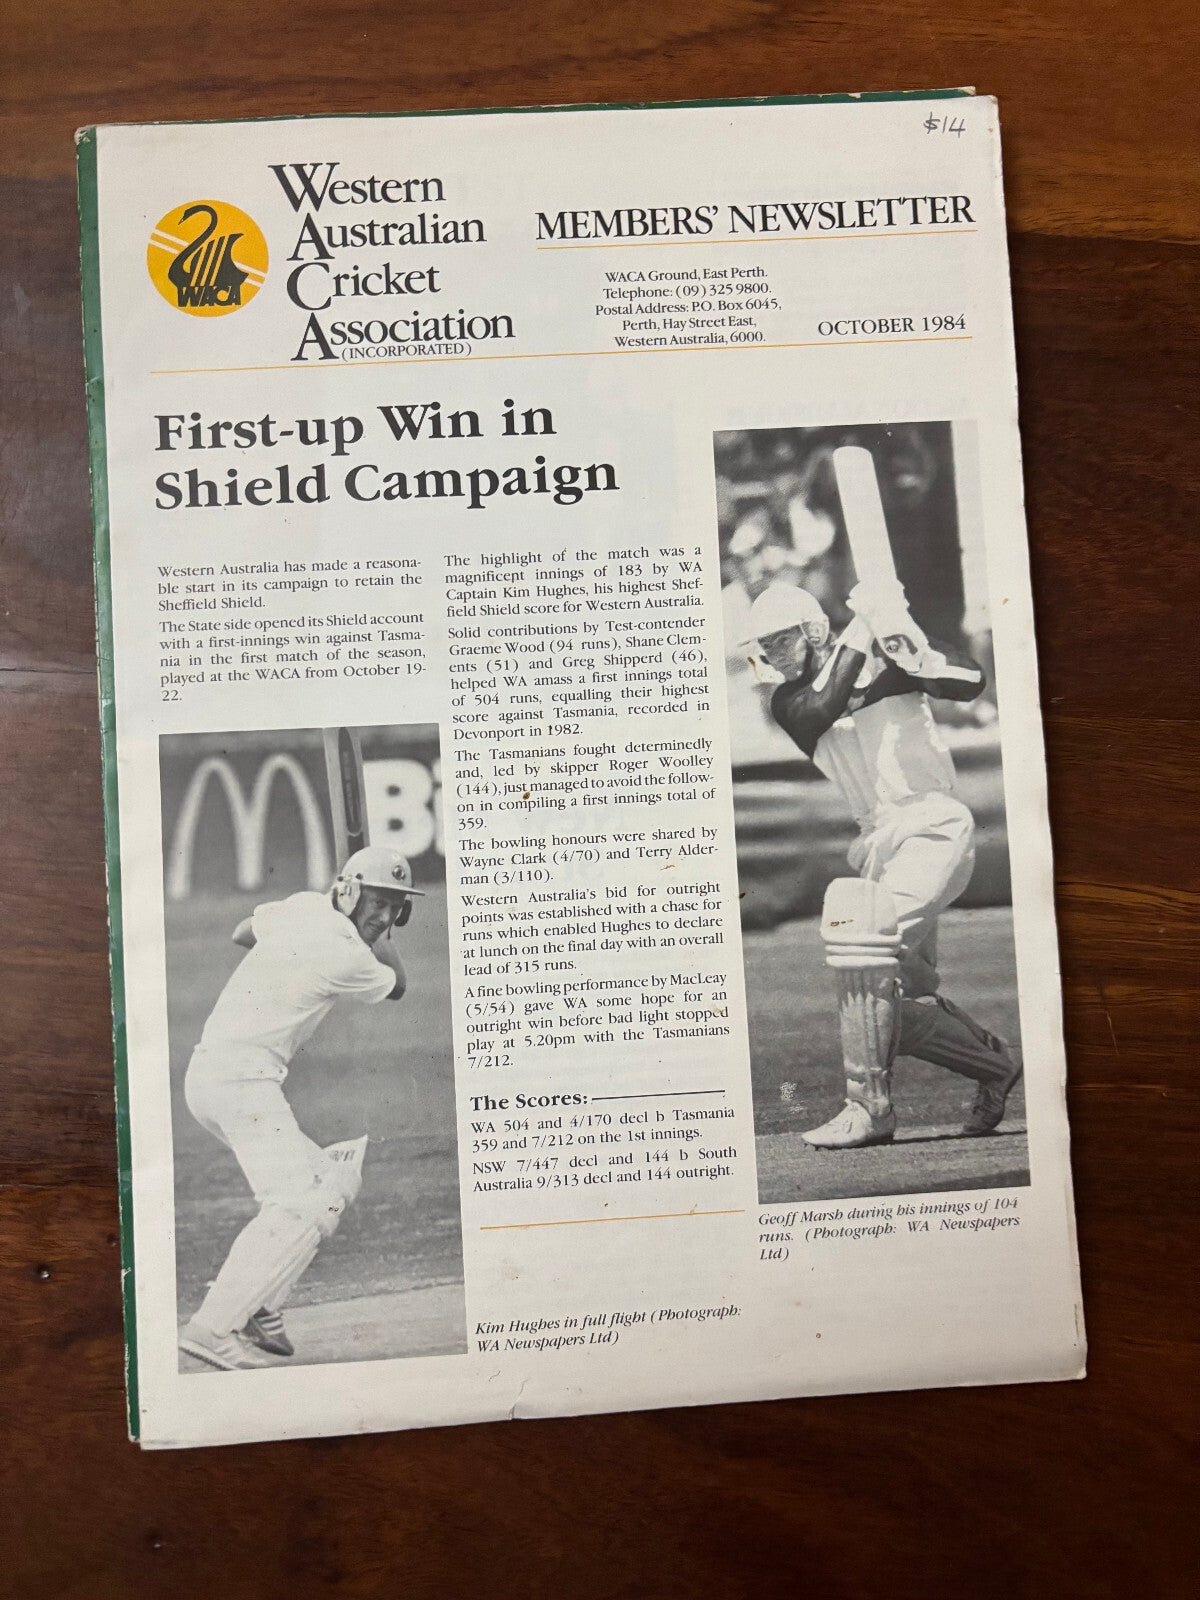 $14
WACA
Western
Australian
Cricket
Association
(INCORPORATED)
MEMBERS' NEWSLETTER
WACA Ground, East Perth.
Telephone: (09) 325 9800.
Postal Address: P.O. Box 6045,
Perth, Hay Street East,
Western Australia, 6000.
OCTOBER 1984
First-up Win in
Shield Campaign
Western Australia has made a reasona-
ble start in its campaign to retain the
Sheffield Shield.
The State side opened its Shield account
with a first-innings win against Tasma-
nia in the first match of the season,
played at the WACA from October 19-
22.
The highlight of the match was a
magnificent innings of 183 by WA
Captain Kim Hughes, his highest Shef-
field Shield score for Western Australia.
Solid contributions by Test-contender
Graeme Wood (94 runs), Shane Clem-
ents (51) and Greg Shipperd (46),
helped WA amass a first innings total
of 504 runs, equalling their highest
score against Tasmania, recorded in
Devonport in 1982.
The Tasmanians fought determinedly
and, led by skipper Roger Woolley
(144), just managed to avoid the follow-
on in compiling a first innings total of
359.
The bowling honours were shared by
Wayne Clark (4/70) and Terry Alder-
man (3/110).
Western Australia's bid for outright
points was established with a chase for
runs which enabled Hughes to declare
at lunch on the final day with an overall
lead of 315 runs.
A fine bowling performance by MacLeay
(5/54) gave WA some hope for an
outright win before bad light stopped
play at 5.20pm with the Tasmanians
7/212.
The Scores:
WA 504 and 4/170 decl b Tasmania
359 and 7/212 on the 1st innings.
NSW 7/447 decl and 144 b South
Australia 9/313 decl and 144 outright.
Kim Hughes in full flight (Photograph:
WA Newspapers Ltd)
Geoff Marsh during his innings of 104
runs. (Photograph: WA Newspapers
Ltd)